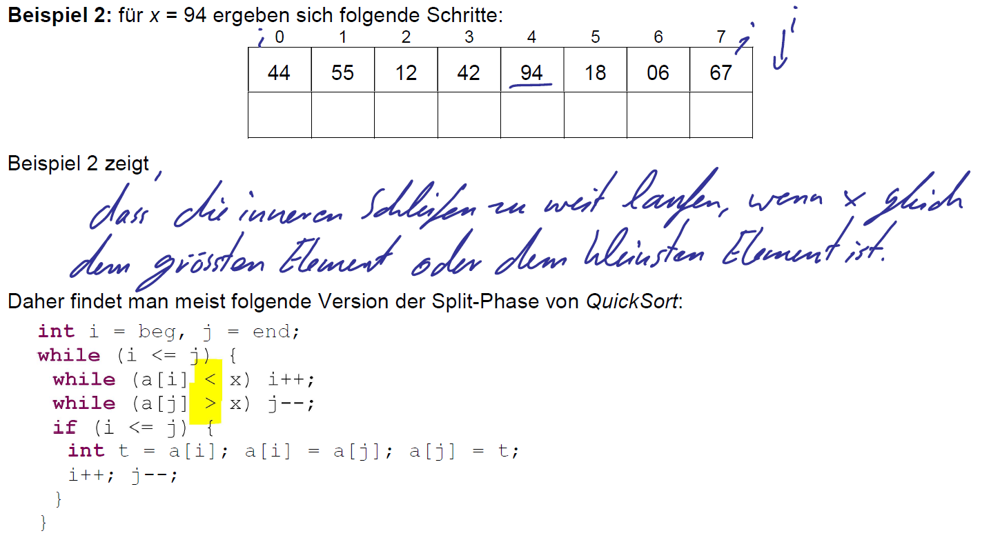 Beispiel 2: für x = 94 ergeben sich folgende Schritte:
i 0 1 2 3 4 5 6 7 j i
44 55 12 42 94 18 06 67
Beispiel 2 zeigt,
dass die inneren Schleifen zu weit laufen, wenn x gleich
dem grössten Element oder dem kleinsten Element ist.
Daher findet man meist folgende Version der Split-Phase von QuickSort:
int i = beg, j = end;
while (i <= j) {
while (a[i] < x) i++;
while (a[j] > x) j--;
if (i <= j) {
int t = a[i]; a[i] = a[j]; a[j] = t;
i++; j--;
}
}